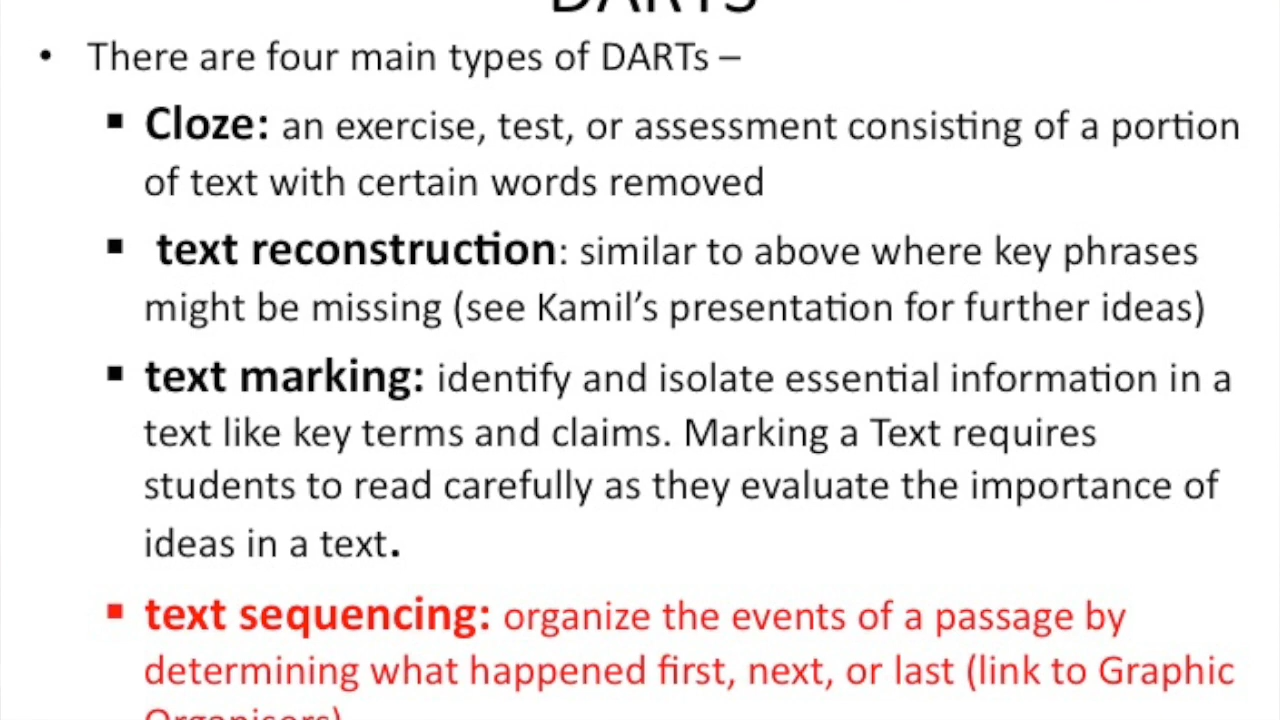 DARTS
• There are four main types of DARTs –
▪ Cloze: an exercise, test, or assessment consisting of a portion
of text with certain words removed
▪ text reconstruction: similar to above where key phrases
might be missing (see Kamil’s presentation for further ideas)
▪ text marking: identify and isolate essential information in a
text like key terms and claims. Marking a Text requires
students to read carefully as they evaluate the importance of
ideas in a text.
▪ text sequencing: organize the events of a passage by
determining what happened first, next, or last (link to Graphic
Organisers)